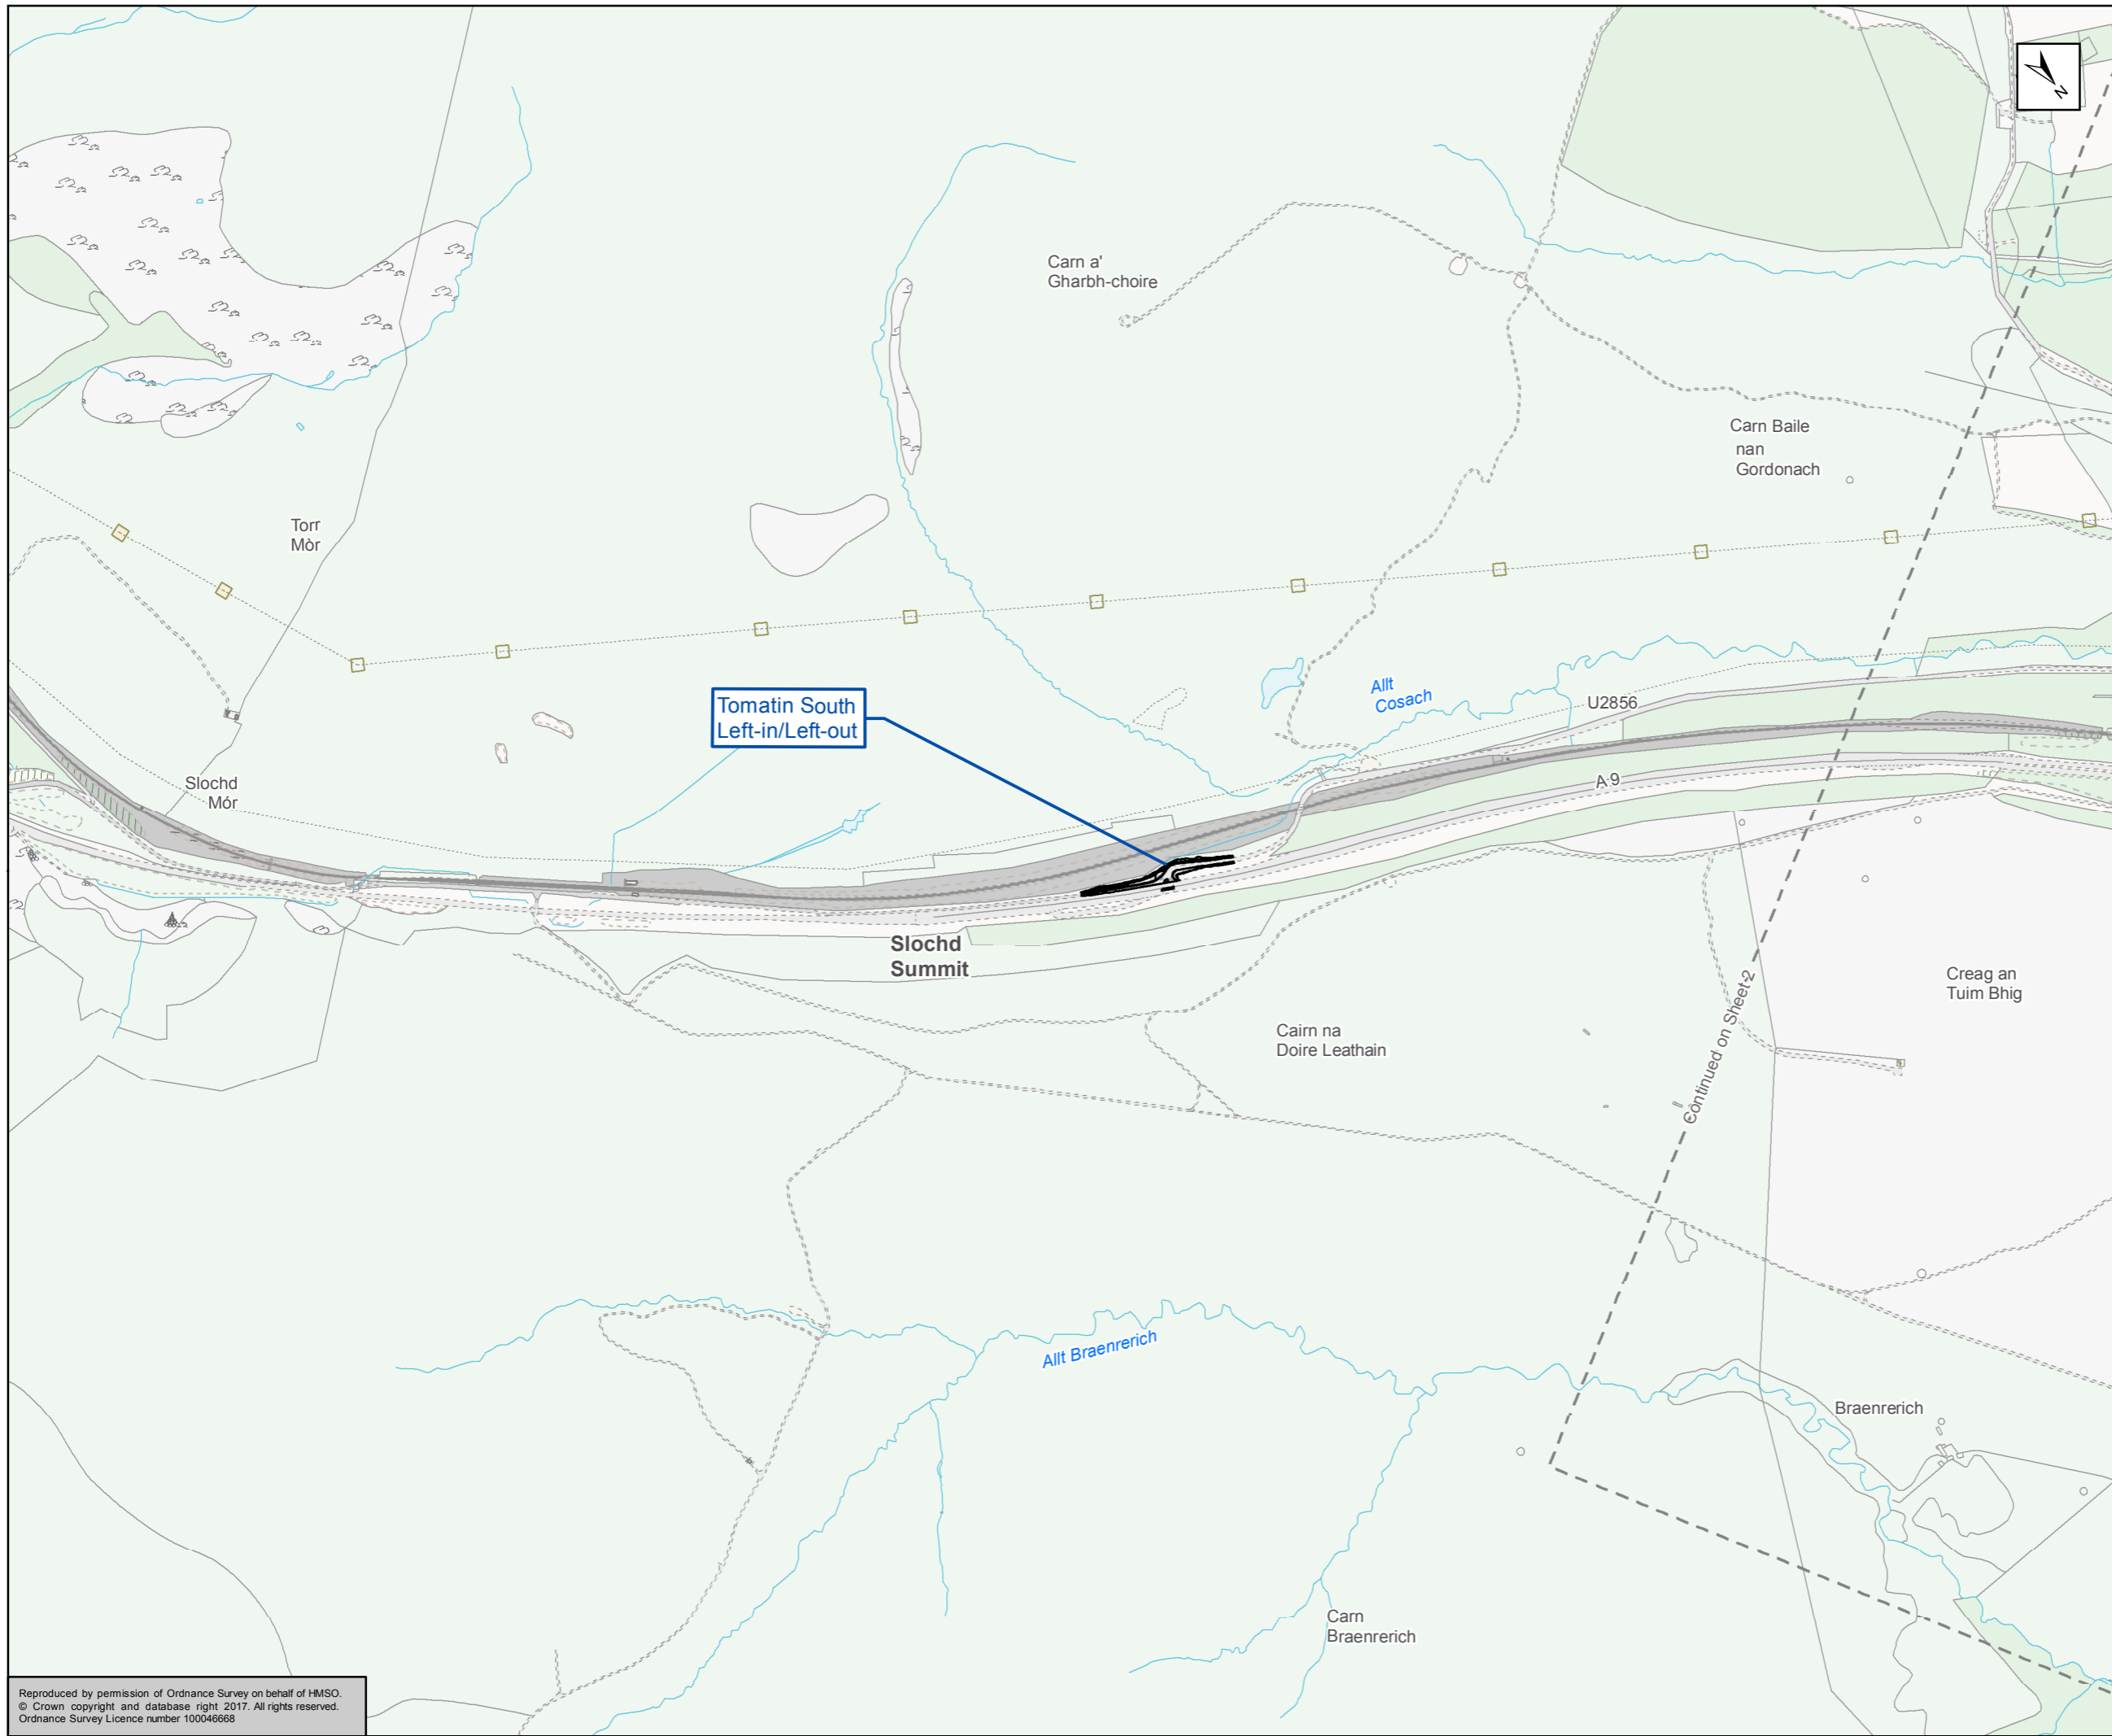 N
Carn a'
Gharbh-choire
Carn Baile
nan
Gordonach
Torr
Mòr
Allt
Cosach
U2856
Tomatin South
Left-in/Left-out
Slochd
Mór
A 9
Slochd
Summit
Creag an
Tuim Bhig
Cairn na
Doire Leathain
Continued on Sheet 2
Allt Braenrerich
Braenrerich
Carn
Braenrerich
Reproduced by permission of Ordnance Survey on behalf of HMSO.
© Crown copyright and database right 2017. All rights reserved.
Ordnance Survey Licence number 100046668